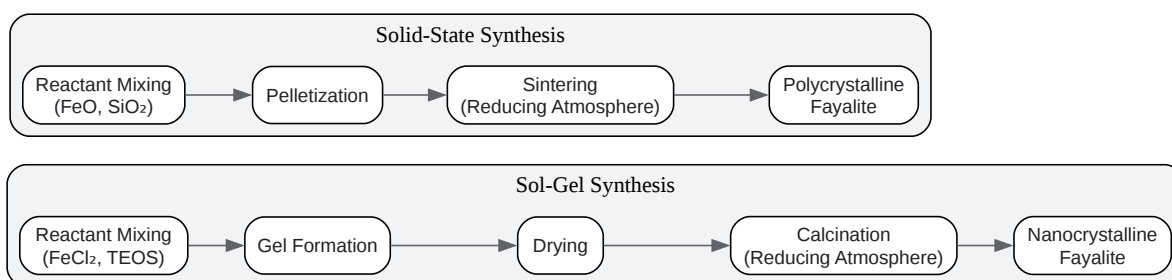 Solid-State Synthesis
Reactant Mixing
(FeO, SiO₂)
Pelletization
Sintering
(Reducing Atmosphere)
Polycrystalline
Fayalite
Sol-Gel Synthesis
Reactant Mixing
(FeCl₂, TEOS)
Gel Formation
Drying
Calcination
(Reducing Atmosphere)
Nanocrystalline
Fayalite